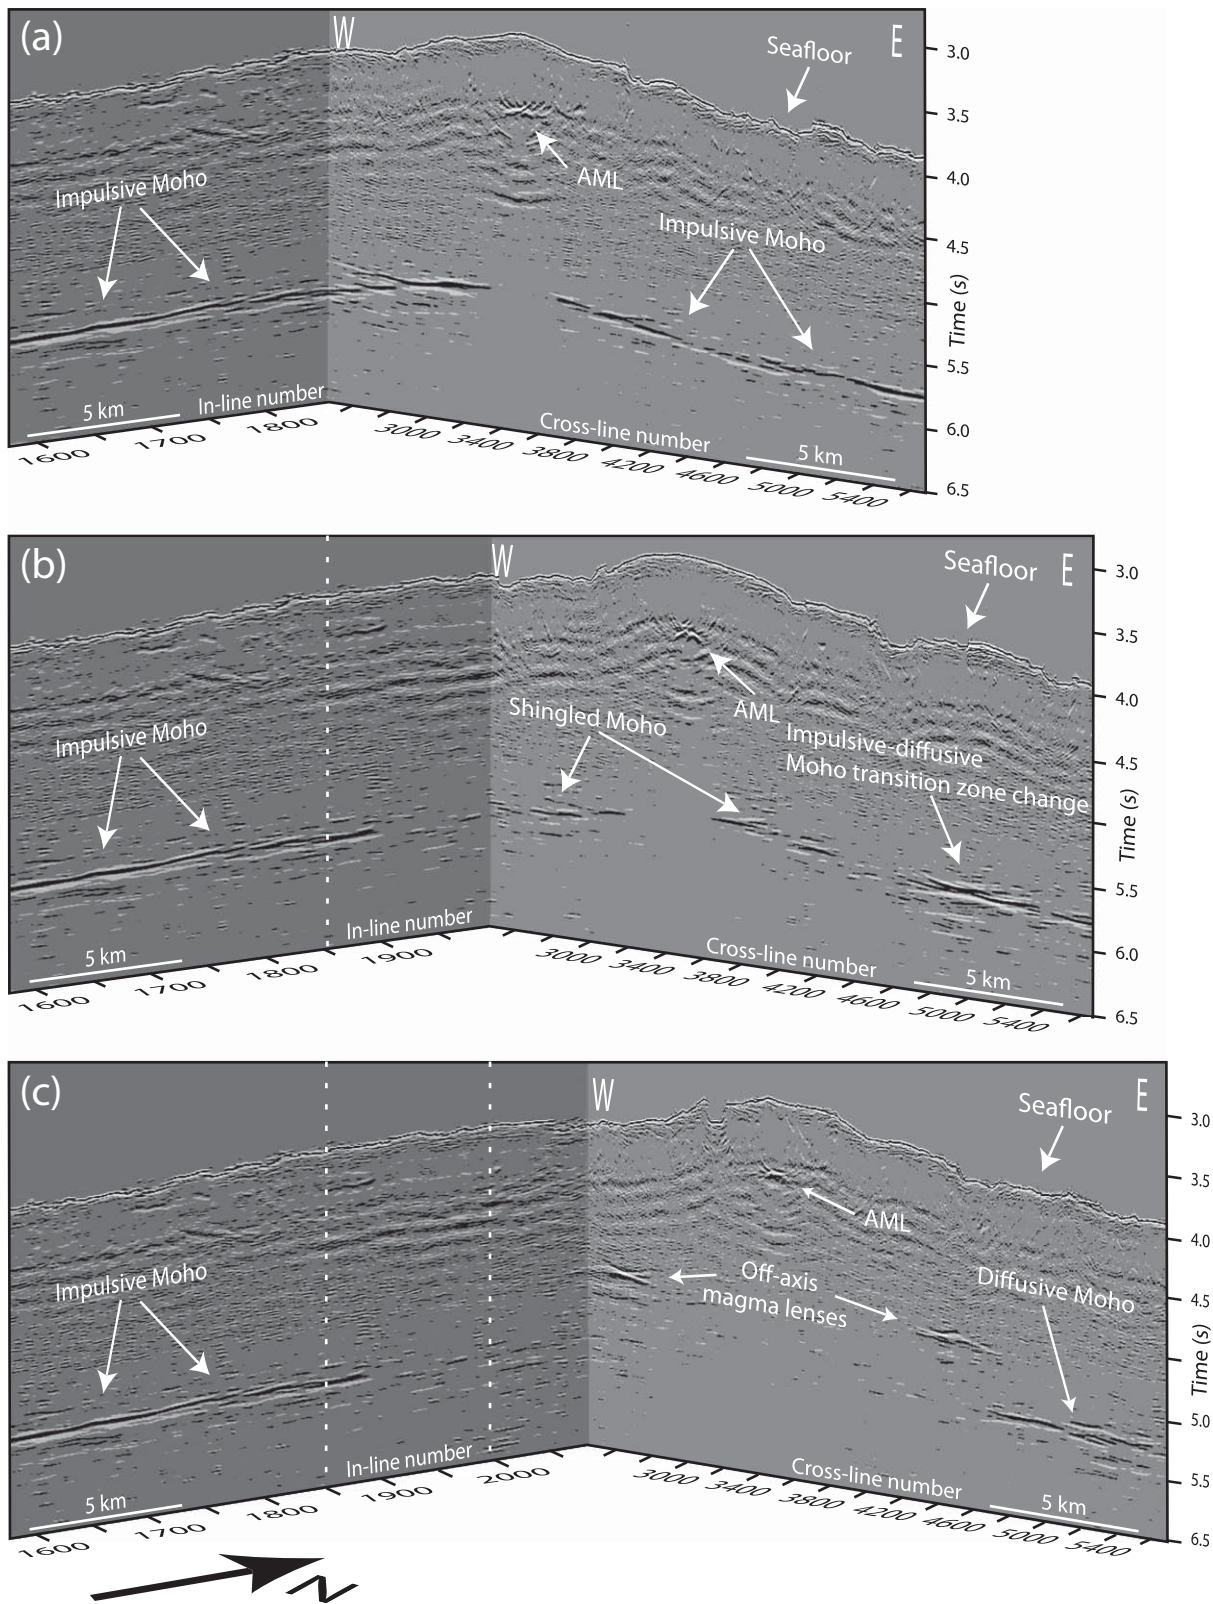 (a)
W
E
Seafloor
AML
Impulsive Moho
Impulsive Moho
3.0
3.5
4.0
4.5
5.5
6.0
6.5
Time (s)
5 km
In-line number
Cross-line number
5 km
1600
1700
1800
3000
3400
3800
4200
4600
5000
5400
(b)
W
E
Seafloor
AML
Shingled Moho
Impulsive Moho
Impulsive-diffusive
Moho transition zone change
3.0
3.5
4.0
4.5
5.5
6.0
6.5
Time (s)
5 km
In-line number
Cross-line number
5 km
1600
1700
1800
1900
3000
3400
3800
4200
4600
5000
5400
(c)
W
E
Seafloor
AML
Off-axis
magma lenses
Impulsive Moho
Diffusive Moho
3.0
3.5
4.0
4.5
5.0
5.5
6.5
Time (s)
5 km
In-line number
Cross-line number
5 km
1600
1700
1800
1900
2000
3000
3400
3800
4200
4600
5000
5400
N